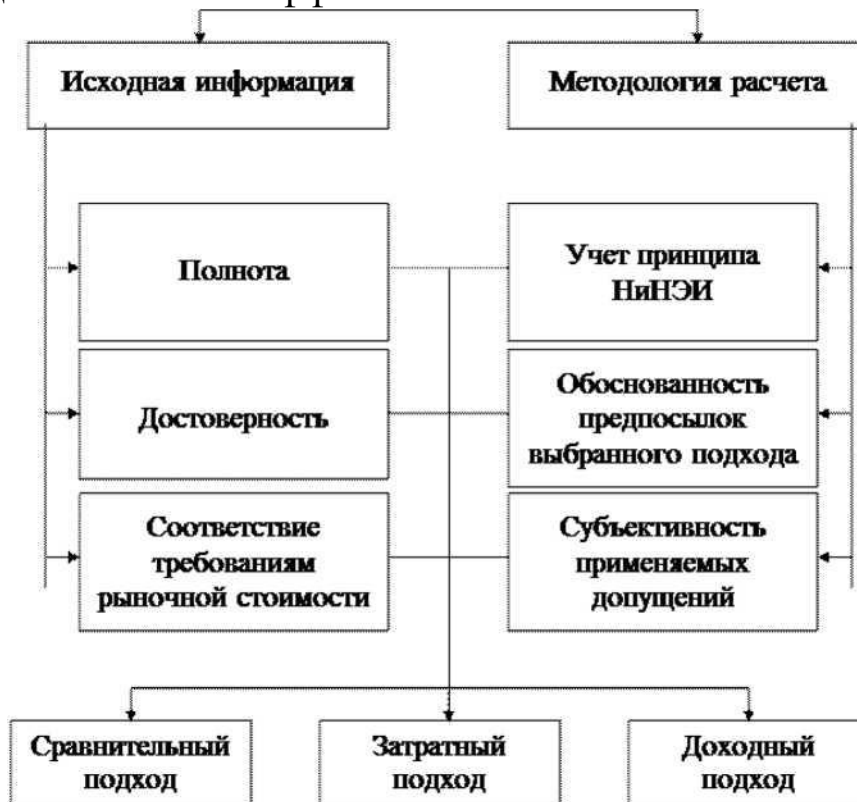 Исходная информация
Методология расчета
Полнота
Учет принципа
НиНЭИ
Достоверность
Обоснованность
предпосылок
выбранного подхода
Соответствие
требованиям
рыночной стоимости
Субъективность
применяемых
допущений
Сравнительный
подход
Затратный
подход
Доходный
подход